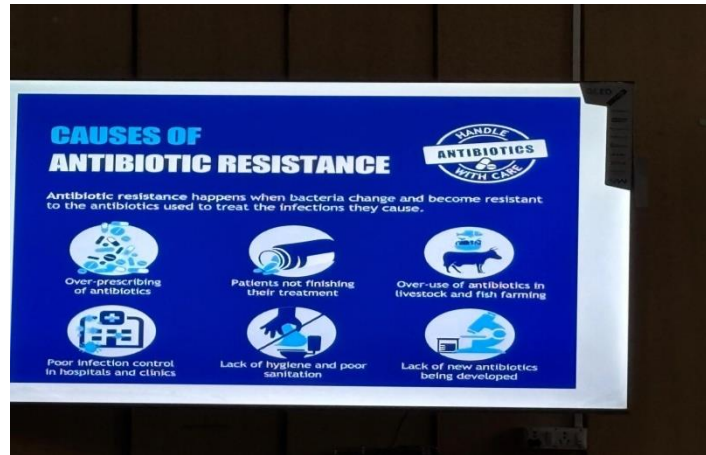 CAUSES OF
ANTIBIOTIC RESISTANCE
HANDLE
ANTIBIOTICS
WITH CARE
Antibiotic resistance happens when bacteria change and become resistant
to the antibiotics used to treat the infections they cause.
Over-prescribing
of antibiotics
Patients not finishing
their treatment
Over-use of antibiotics in
livestock and fish farming
Poor infection control
in hospitals and clinics
Lack of hygiene and poor
sanitation
Lack of new antibiotics
being developed